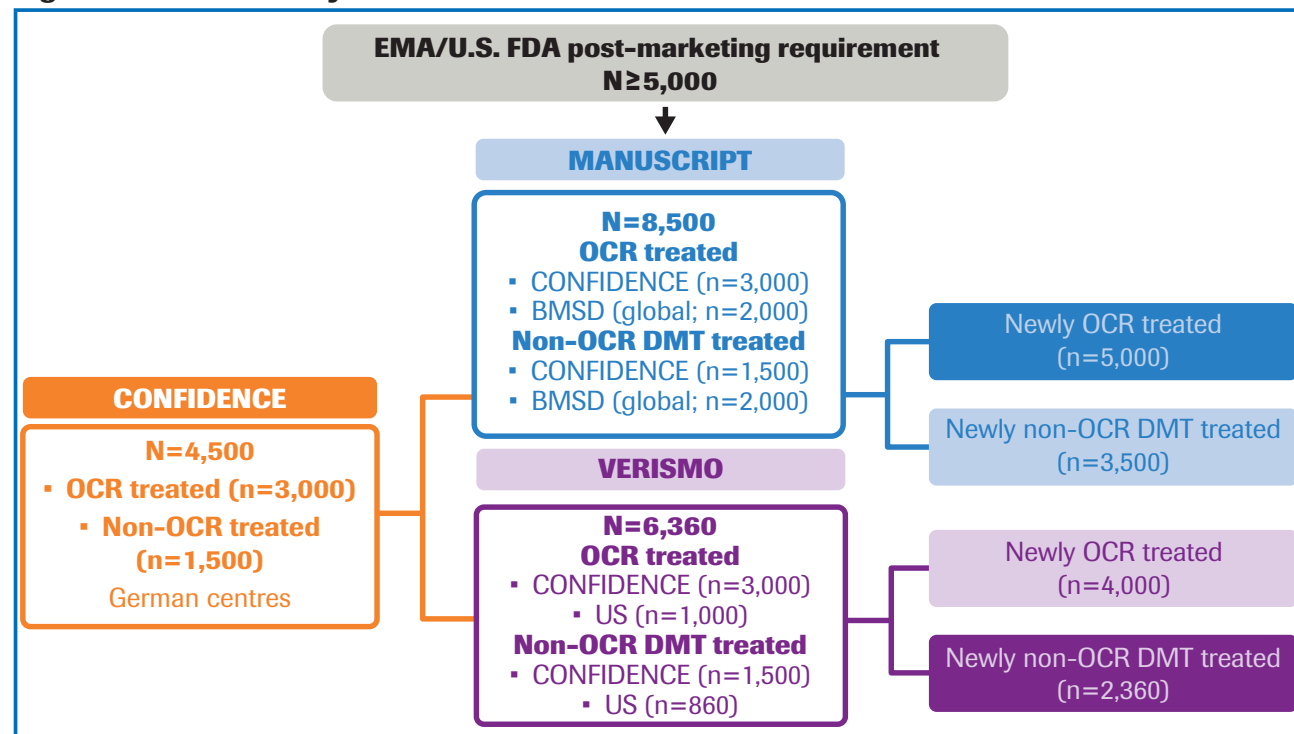 EMA/U.S. FDA post-marketing requirement
N≥5,000
MANUSCRIPT
N=8,500
OCR treated
▪ CONFIDENCE (n=3,000)
▪ BMSD (global; n=2,000)
Non-OCR DMT treated
▪ CONFIDENCE (n=1,500)
▪ BMSD (global; n=2,000)
Newly OCR treated
(n=5,000)
Newly non-OCR DMT treated
(n=3,500)
CONFIDENCE
N=4,500
▪ OCR treated (n=3,000)
▪ Non-OCR treated
(n=1,500)
German centres
VERISMO
N=6,360
OCR treated
▪ CONFIDENCE (n=3,000)
▪ US (n=1,000)
Non-OCR DMT treated
▪ CONFIDENCE (n=1,500)
▪ US (n=860)
Newly OCR treated
(n=4,000)
Newly non-OCR DMT treated
(n=2,360)